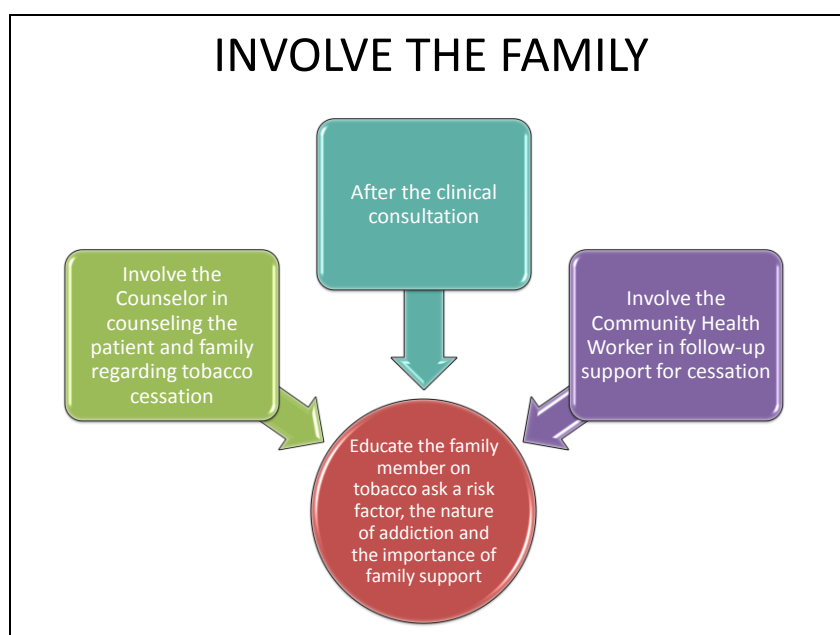 INVOLVE THE FAMILY
After the clinical
consultation
Involve the
Counselor in
counseling the
patient and family
regarding tobacco
cessation
Involve the
Community Health
Worker in follow-up
support for cessation
Educate the family
member on
tobacco ask a risk
factor, the nature
of addiction and
the importance of
family support